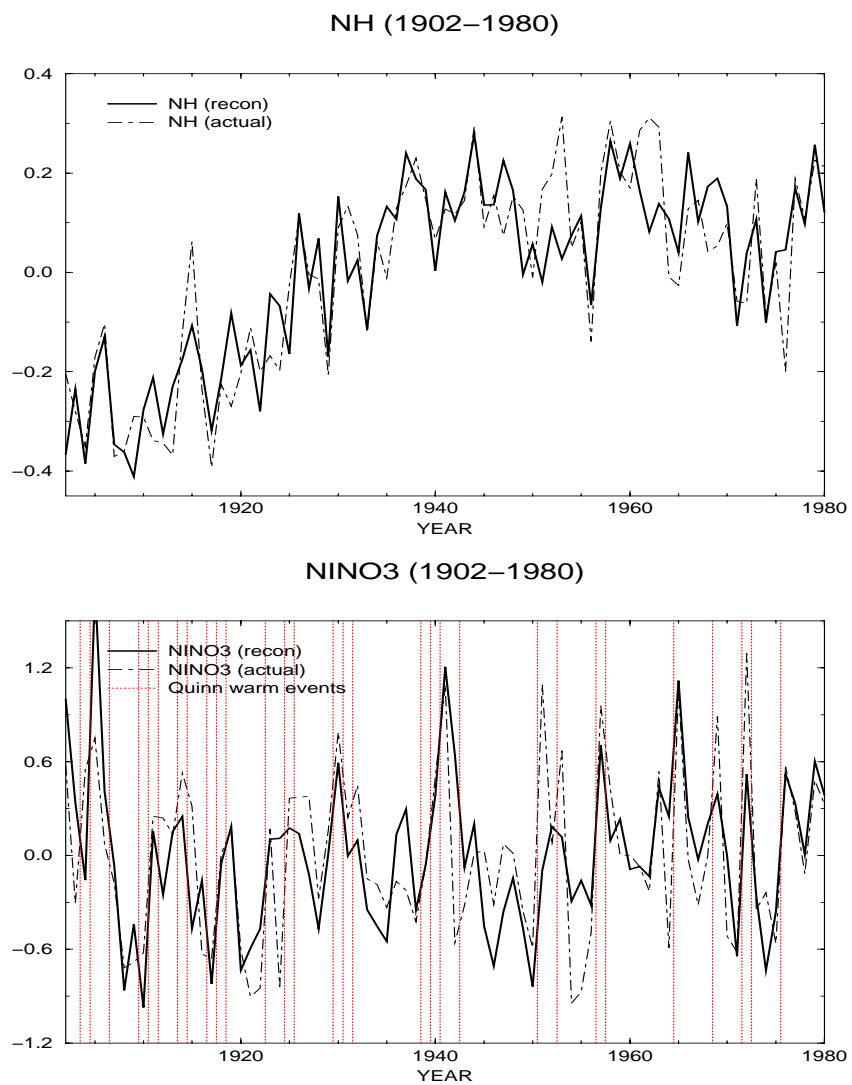 NH (1902−1980)
0.4
NH (recon)
NH (actual)
0.2
0.0
−0.2
−0.4
1920 1940 1960 1980
YEAR
NINO3 (1902−1980)
NINO3 (recon)
1.2
NINO3 (actual)
Quinn warm events
0.6
0.0
−0.6
−1.2
1920 1940 1960 1980
YEAR